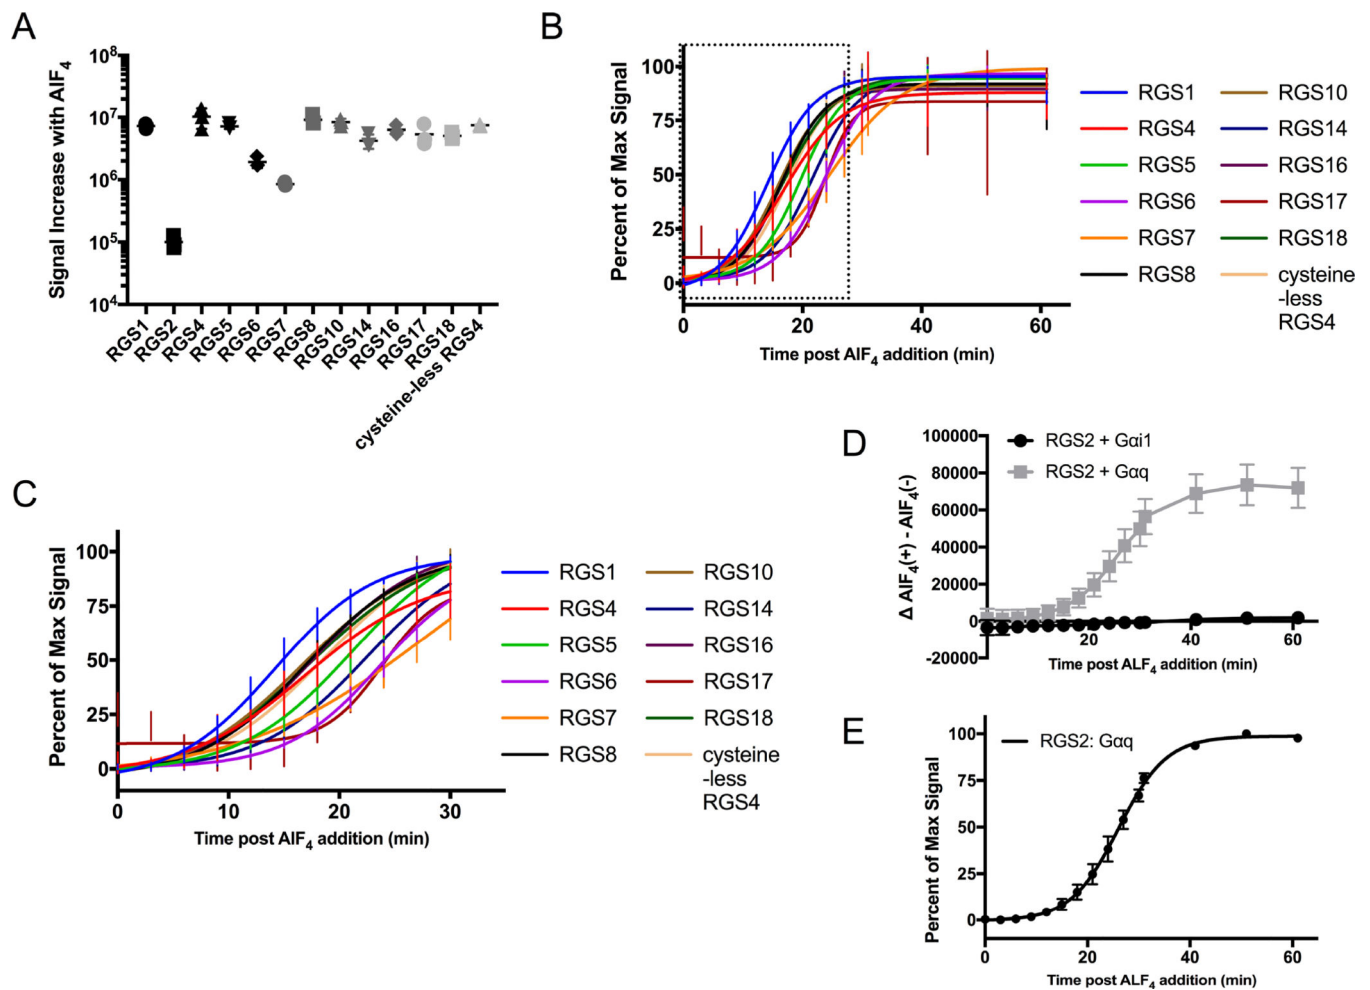 A
Signal Increase with AlF4
10^8
10^7
10^6
10^5
10^4
RGS1
RGS2
RGS4
RGS5
RGS6
RGS7
RGS8
RGS10
RGS14
RGS16
RGS17
RGS18
cysteine-less RGS4
B
Percent of Max Signal
100
75
50
25
0
0 20 40 60
Time post AlF4 addition (min)
RGS1
RGS4
RGS5
RGS6
RGS7
RGS8
RGS10
RGS14
RGS16
RGS17
RGS18
cysteine
-less
RGS4
C
Percent of Max Signal
100
75
50
25
0
0 10 20 30
Time post AlF4 addition (min)
RGS1
RGS4
RGS5
RGS6
RGS7
RGS8
RGS10
RGS14
RGS16
RGS17
RGS18
cysteine
-less
RGS4
D
Δ AlF4(+) - AlF4(-)
100000
80000
60000
40000
20000
0
-20000
20 40 60
Time post ALF4 addition (min)
RGS2 + Gαi1
RGS2 + Gαq
E
Percent of Max Signal
100
75
50
25
0
0 20 40 60
Time post ALF4 addition (min)
RGS2: Gαq